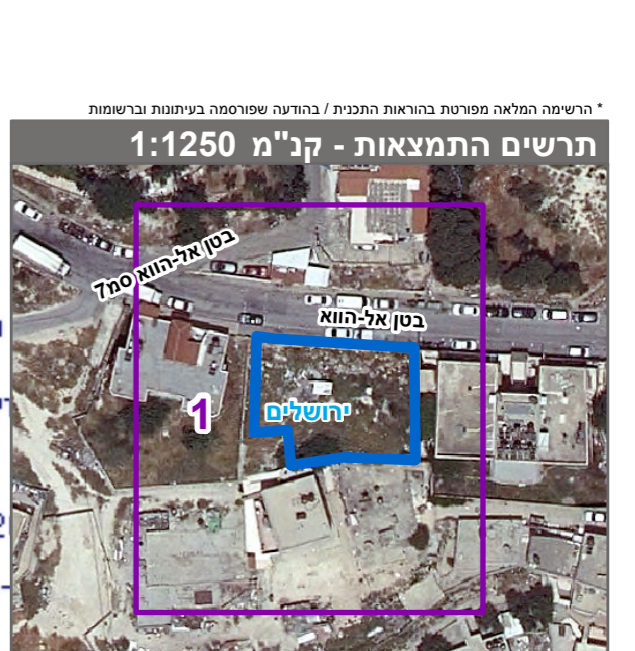 * הרשימה המלאה מפורטת בהוראות התכנית / בהודעה שפורסמה בעיתונות וברשומות
תרשים התמצאות - קנ"מ 1:1250
בטן אל-הווא סמ7
בטן אל-הווא
1
ירושלים